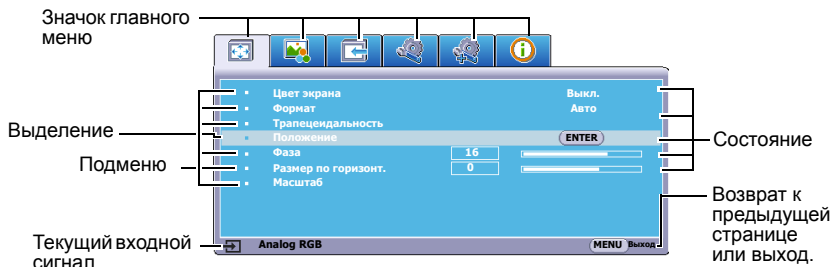 Значок главного
меню
Цвет экрана Выкл.
Формат Авто
Трапецеидальность
Выделение
Положение ENTER
Состояние
Фаза 16
Подменю
Размер по горизонт. 0
Масштаб
Возврат к
предыдущей
странице
или выход.
Текущий входной
сигнал
Analog RGB
MENU Выход